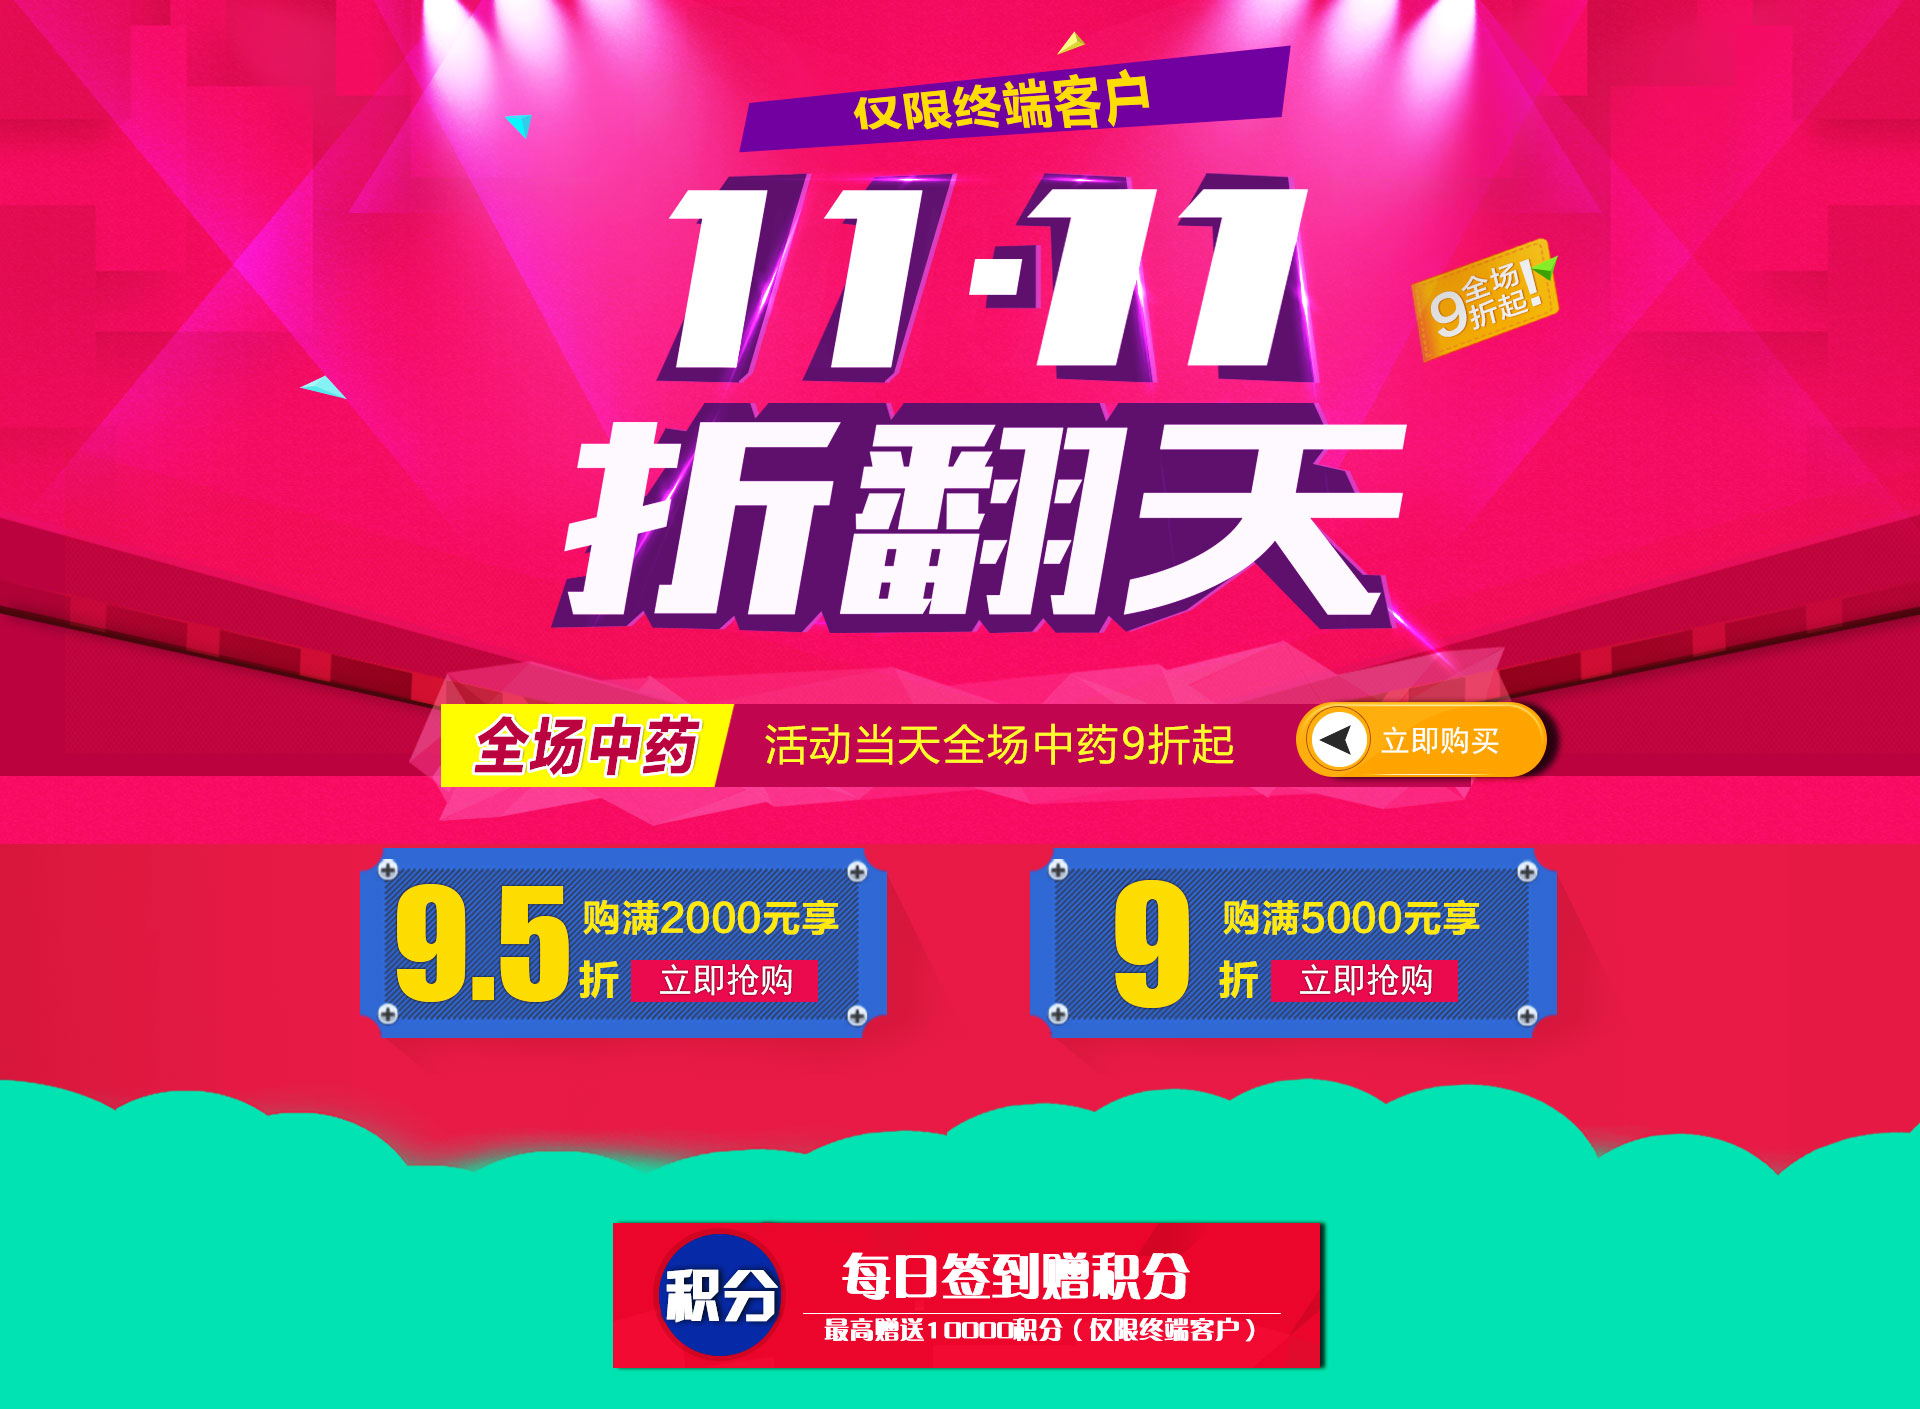 仅限终端客户
11·11
全场
9折起!
折翻天
全场中药
活动当天全场中药9折起
立即购买
9.5
购满2000元享
折
立即抢购
9
购满5000元享
折
立即抢购
积分
每日签到赠积分
最高赠送10000积分（仅限终端客户）